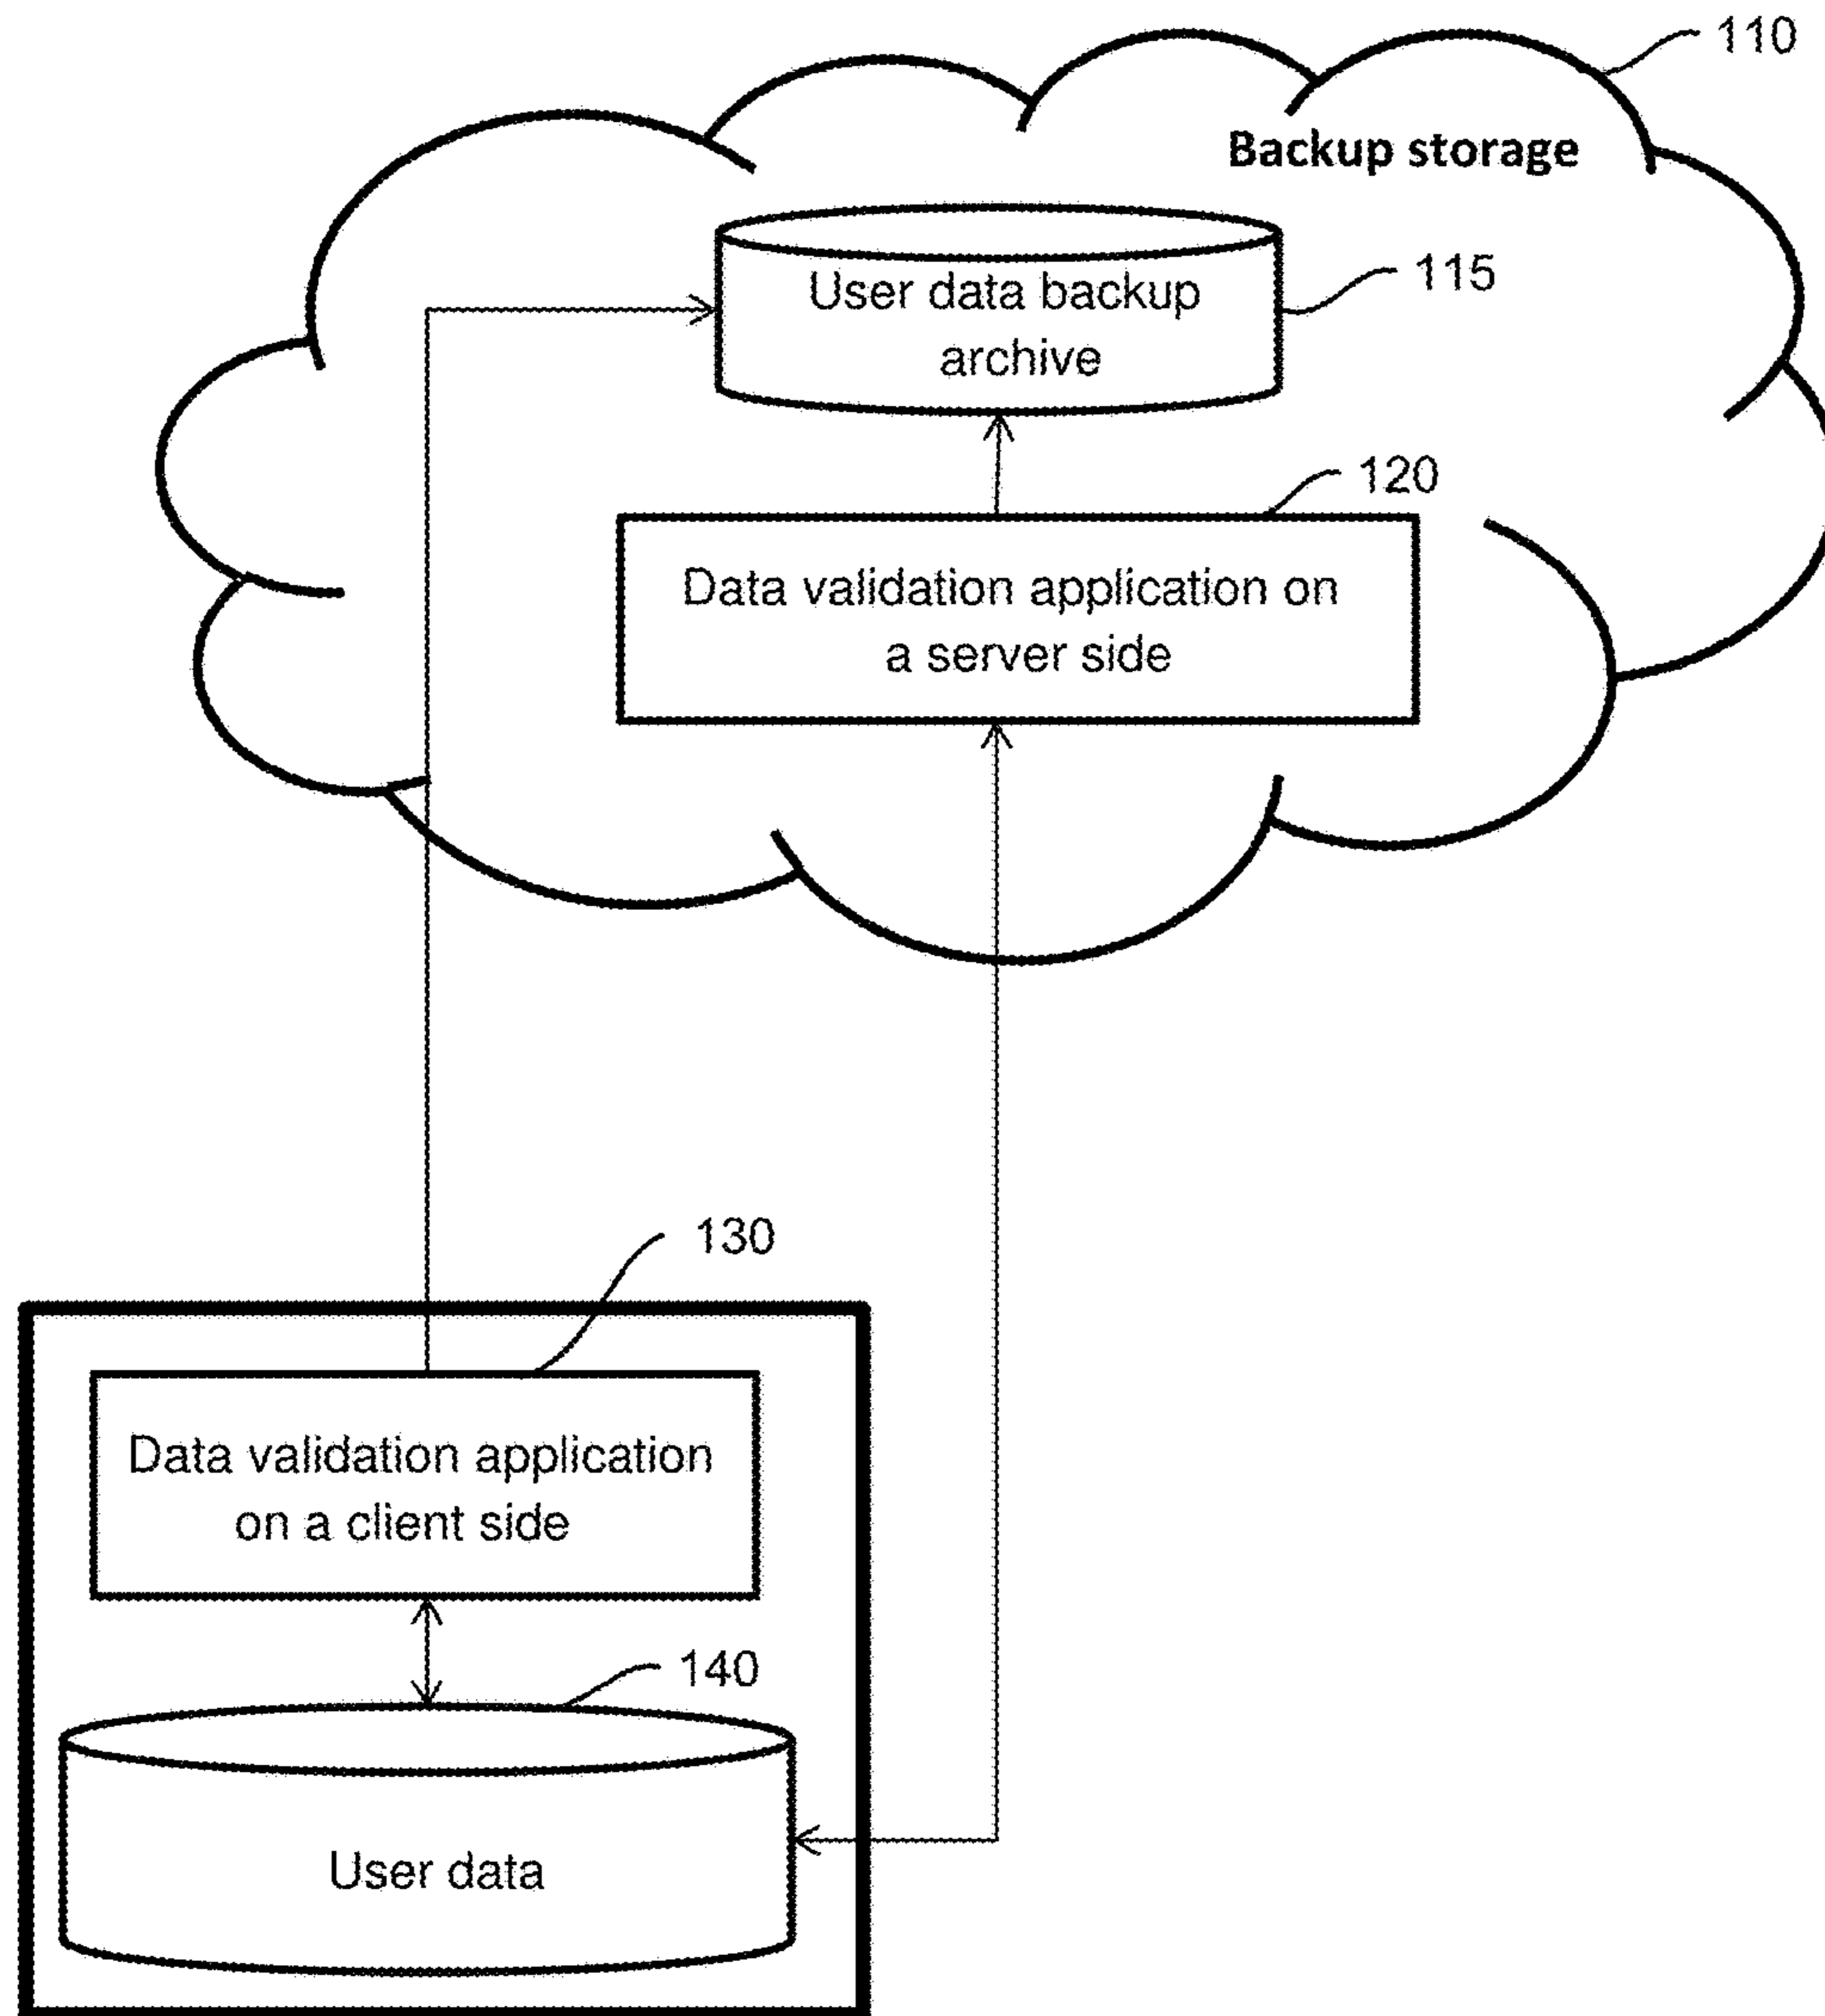 110
Backup storage
User data backup
archive
115
120
Data validation application on
a server side
130
Data validation application
on a client side
140
User data